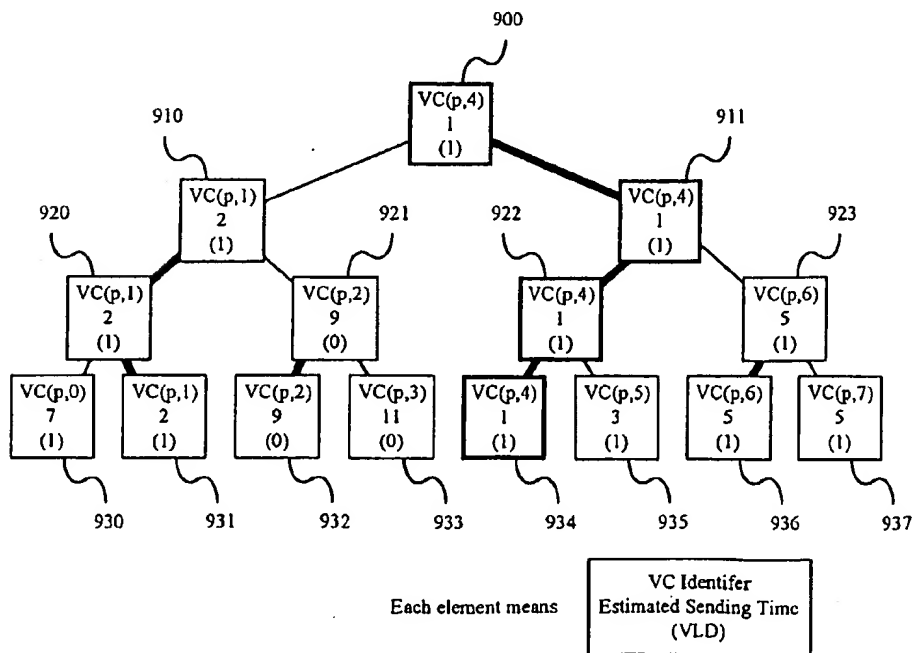 900
VC(p,4)
1
(1)
910
911
VC(p,1)
2
(1)
VC(p,4)
1
(1)
920
921
922
923
VC(p,1)
2
(1)
VC(p,2)
9
(0)
VC(p,4)
1
(1)
VC(p,6)
5
(1)
VC(p,0)
7
(1)
VC(p,1)
2
(1)
VC(p,2)
9
(0)
VC(p,3)
11
(0)
VC(p,4)
1
(1)
VC(p,5)
3
(1)
VC(p,6)
5
(1)
VC(p,7)
5
(1)
930
931
932
933
934
935
936
937
Each element means
VC Identifer
Estimated Sending Time
(VLD)